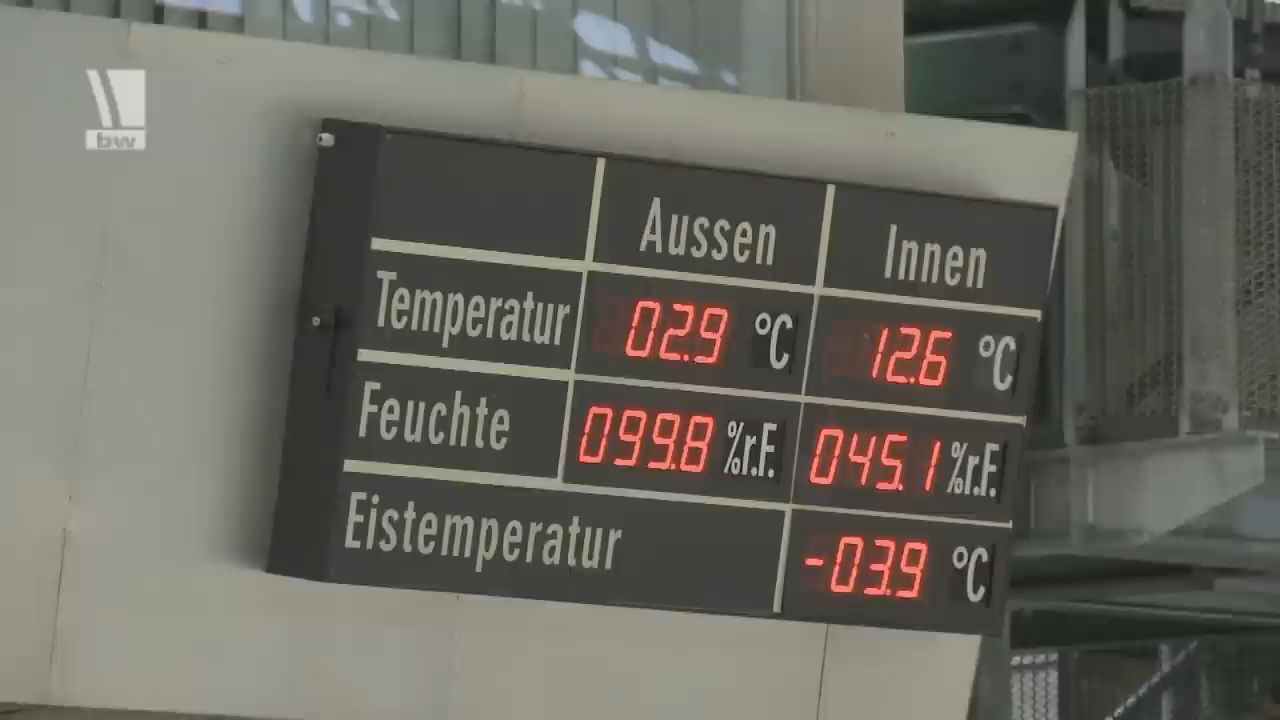 bw
Aussen Innen
Temperatur 02.9 °C 12.6 °C
Feuchte 099.8 %r.F. 045.1 %r.F.
Eistemperatur -03.9 °C